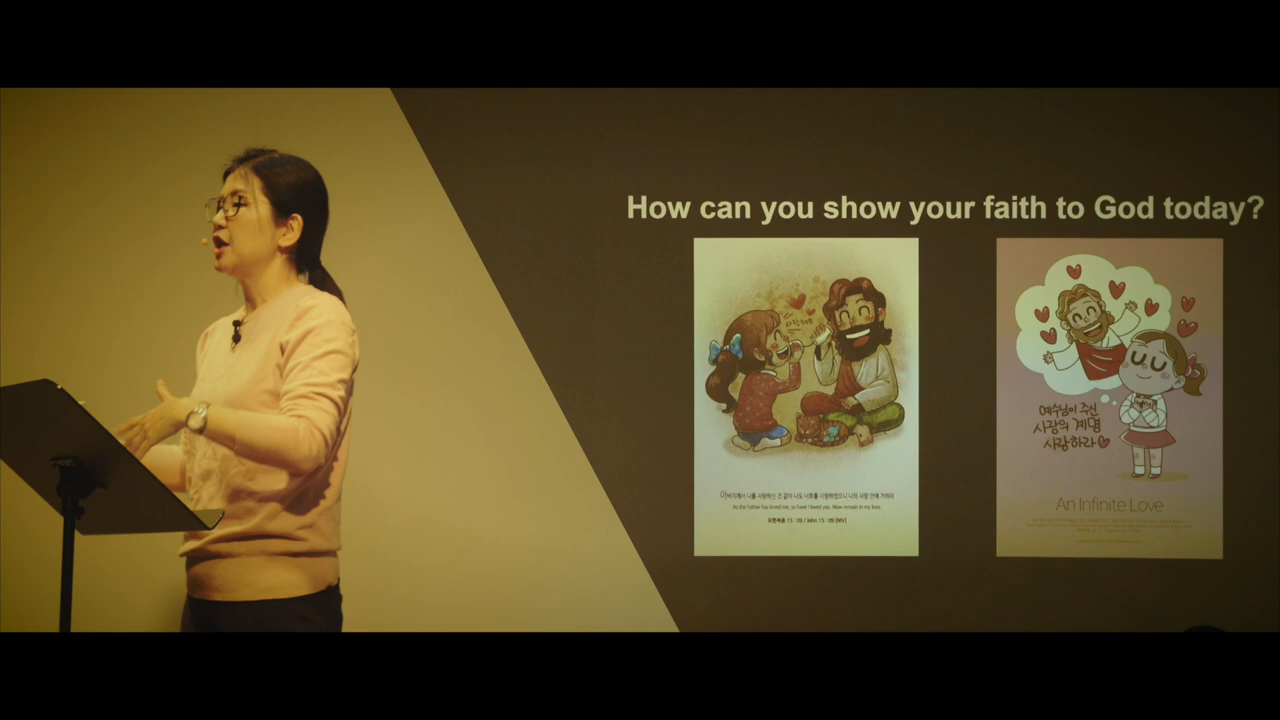 How can you show your faith to God today?
사랑해요
아버지께서 나를 사랑하신 것 같이 나도 너희를 사랑하였으니 나의 사랑 안에 거하라
As the Father has loved me, so have I loved you. Now remain in my love.
요한복음 15 : 09 / John 15 : 09 [NIV]
예수님이 주신
사랑의 계명
사랑하라
An Infinite Love